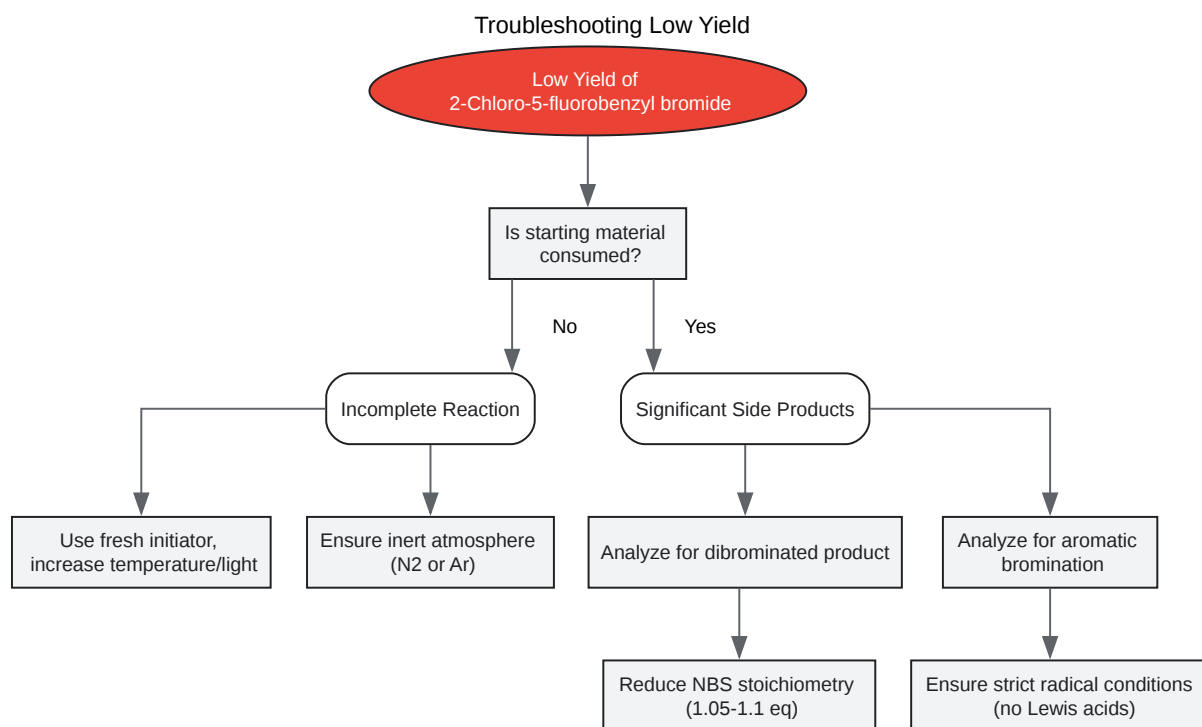 Troubleshooting Low Yield
Low Yield of
2-Chloro-5-fluorobenzyl bromide
Is starting material
consumed?
No
Yes
Incomplete Reaction
Significant Side Products
Use fresh initiator,
increase temperature/light
Ensure inert atmosphere
(N2 or Ar)
Analyze for dibrominated product
Analyze for aromatic
bromination
Reduce NBS stoichiometry
(1.05-1.1 eq)
Ensure strict radical conditions
(no Lewis acids)